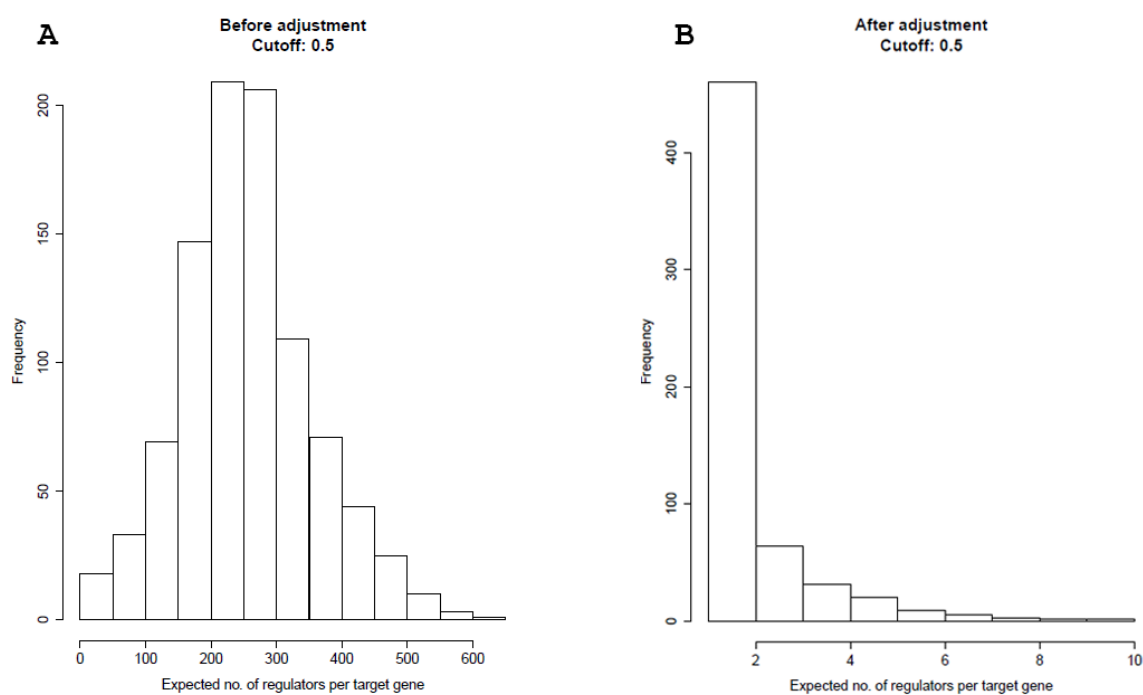 A
Before adjustment
Cutoff: 0.5
Frequency
0
50
100
150
200
0 100 200 300 400 500 600
Expected no. of regulators per target gene
B
After adjustment
Cutoff: 0.5
Frequency
0
100
200
300
400
2 4 6 8 10
Expected no. of regulators per target gene